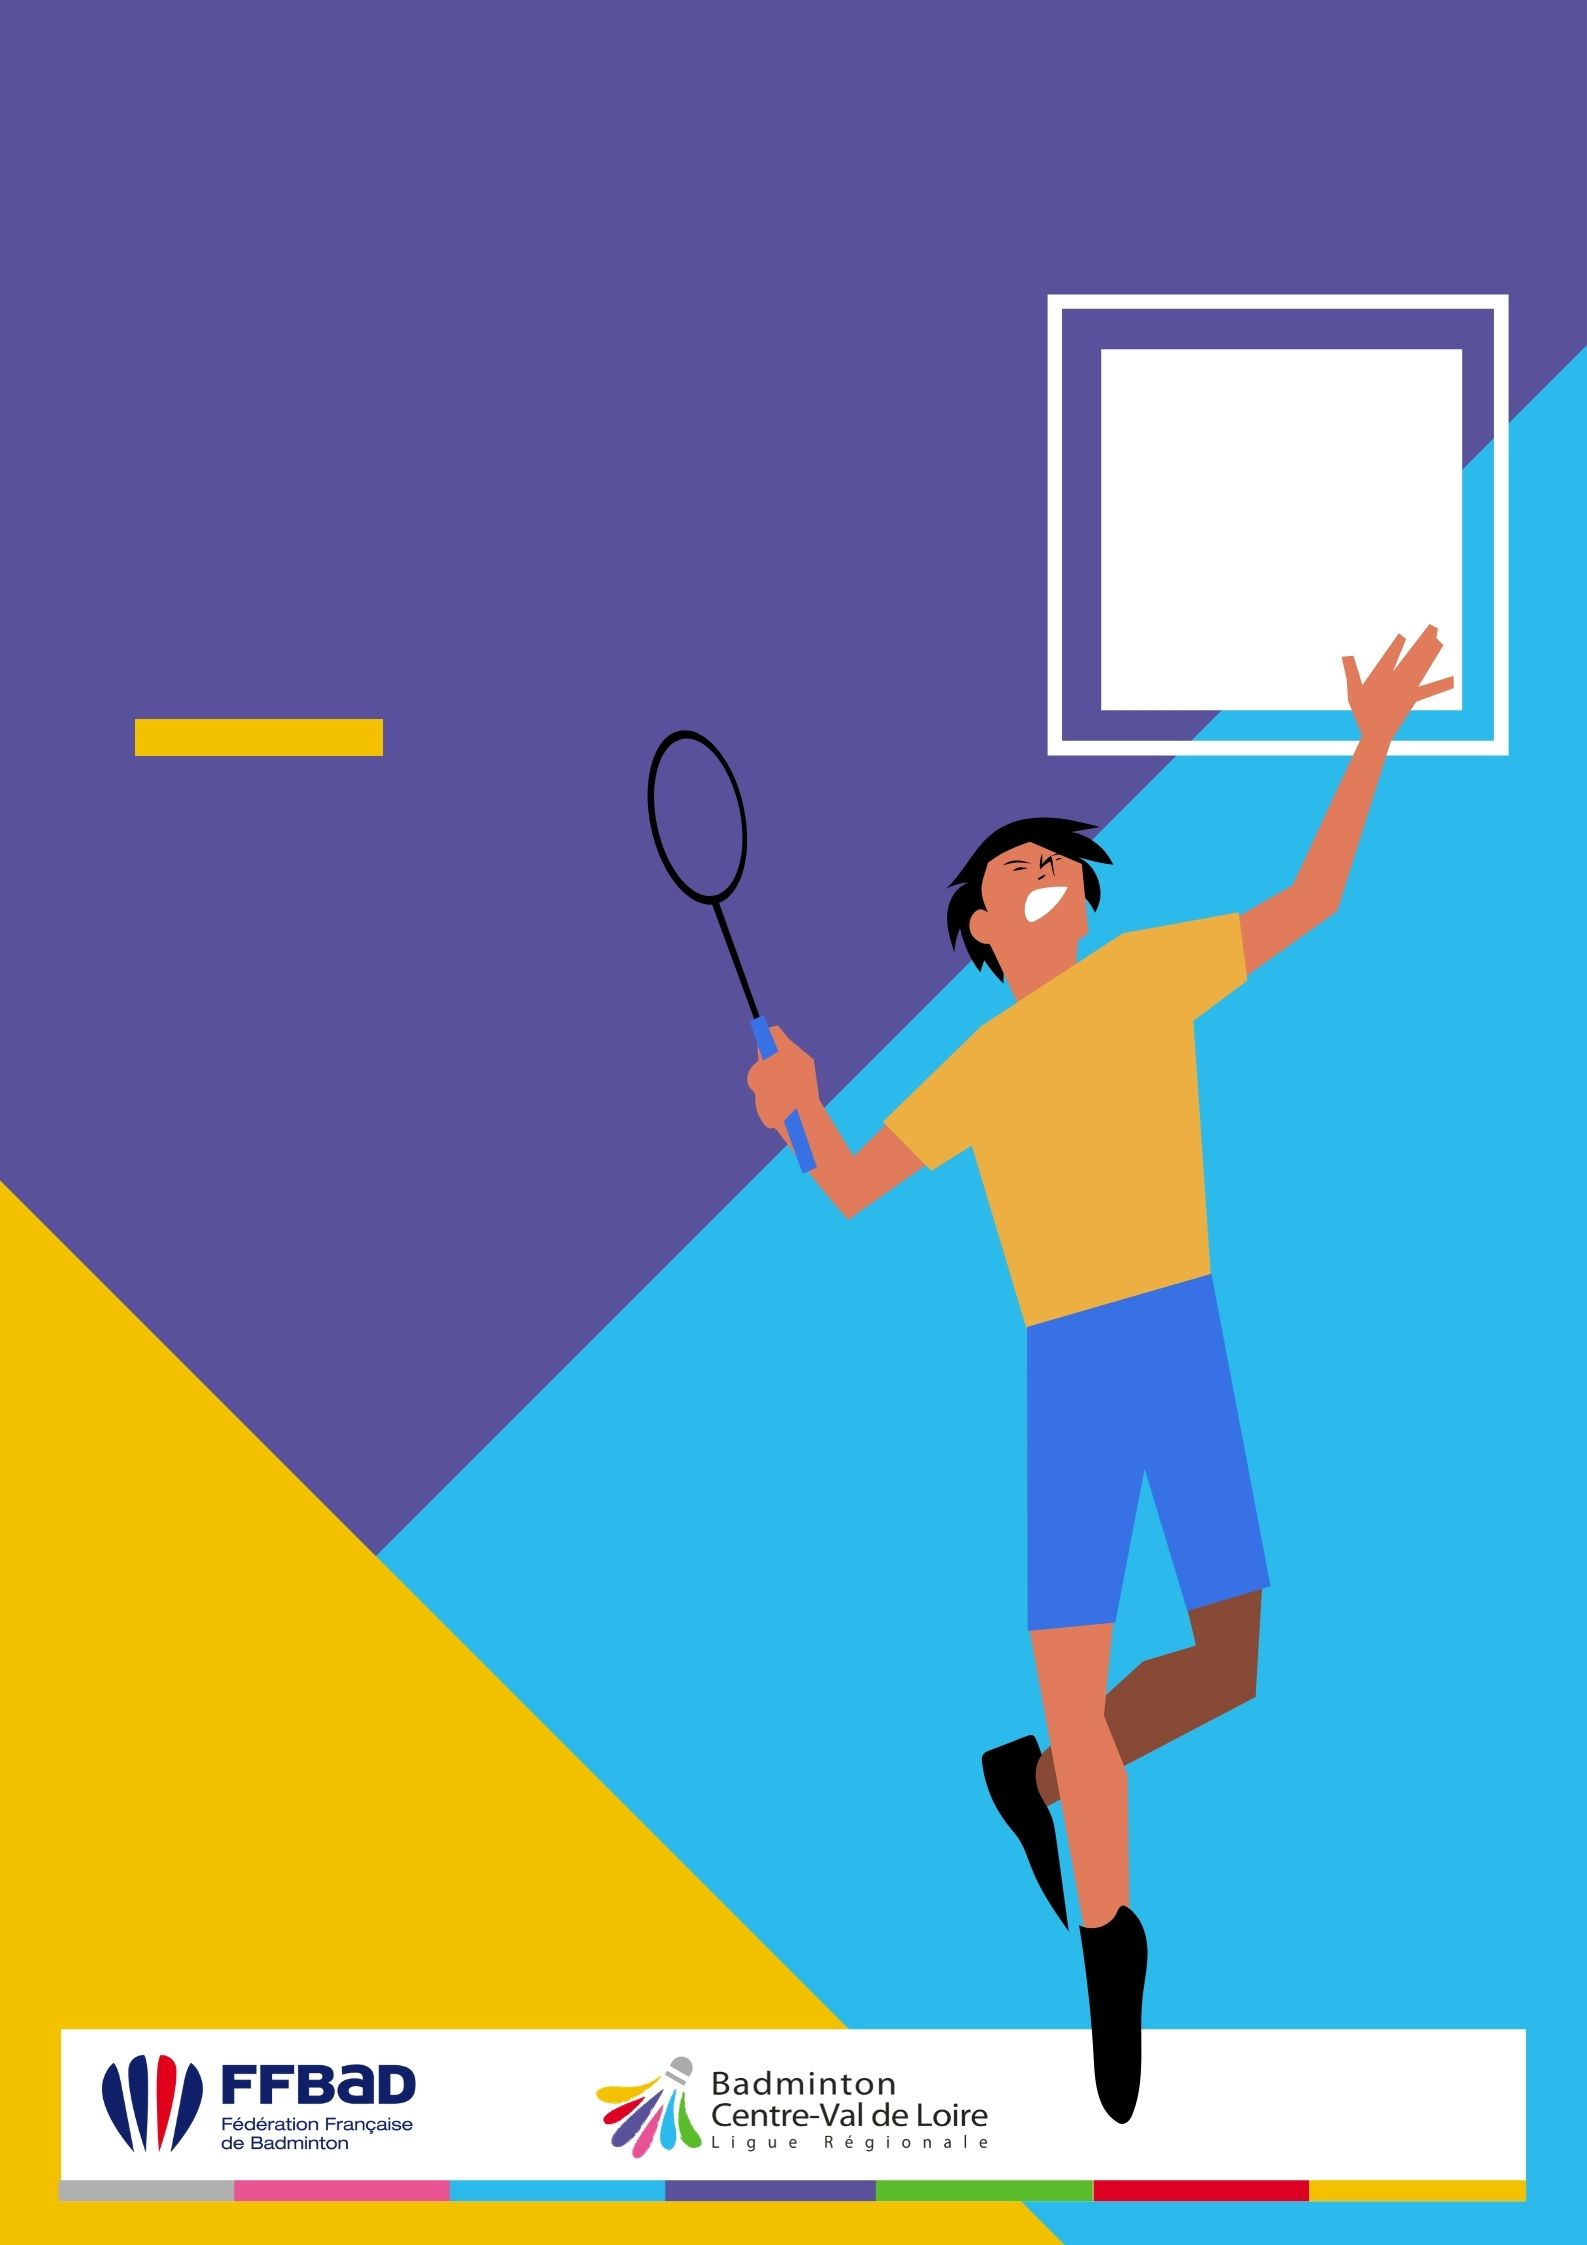 FFBaD
Fédération Française
de Badminton
Badminton
Centre-Val de Loire
Ligue Régionale